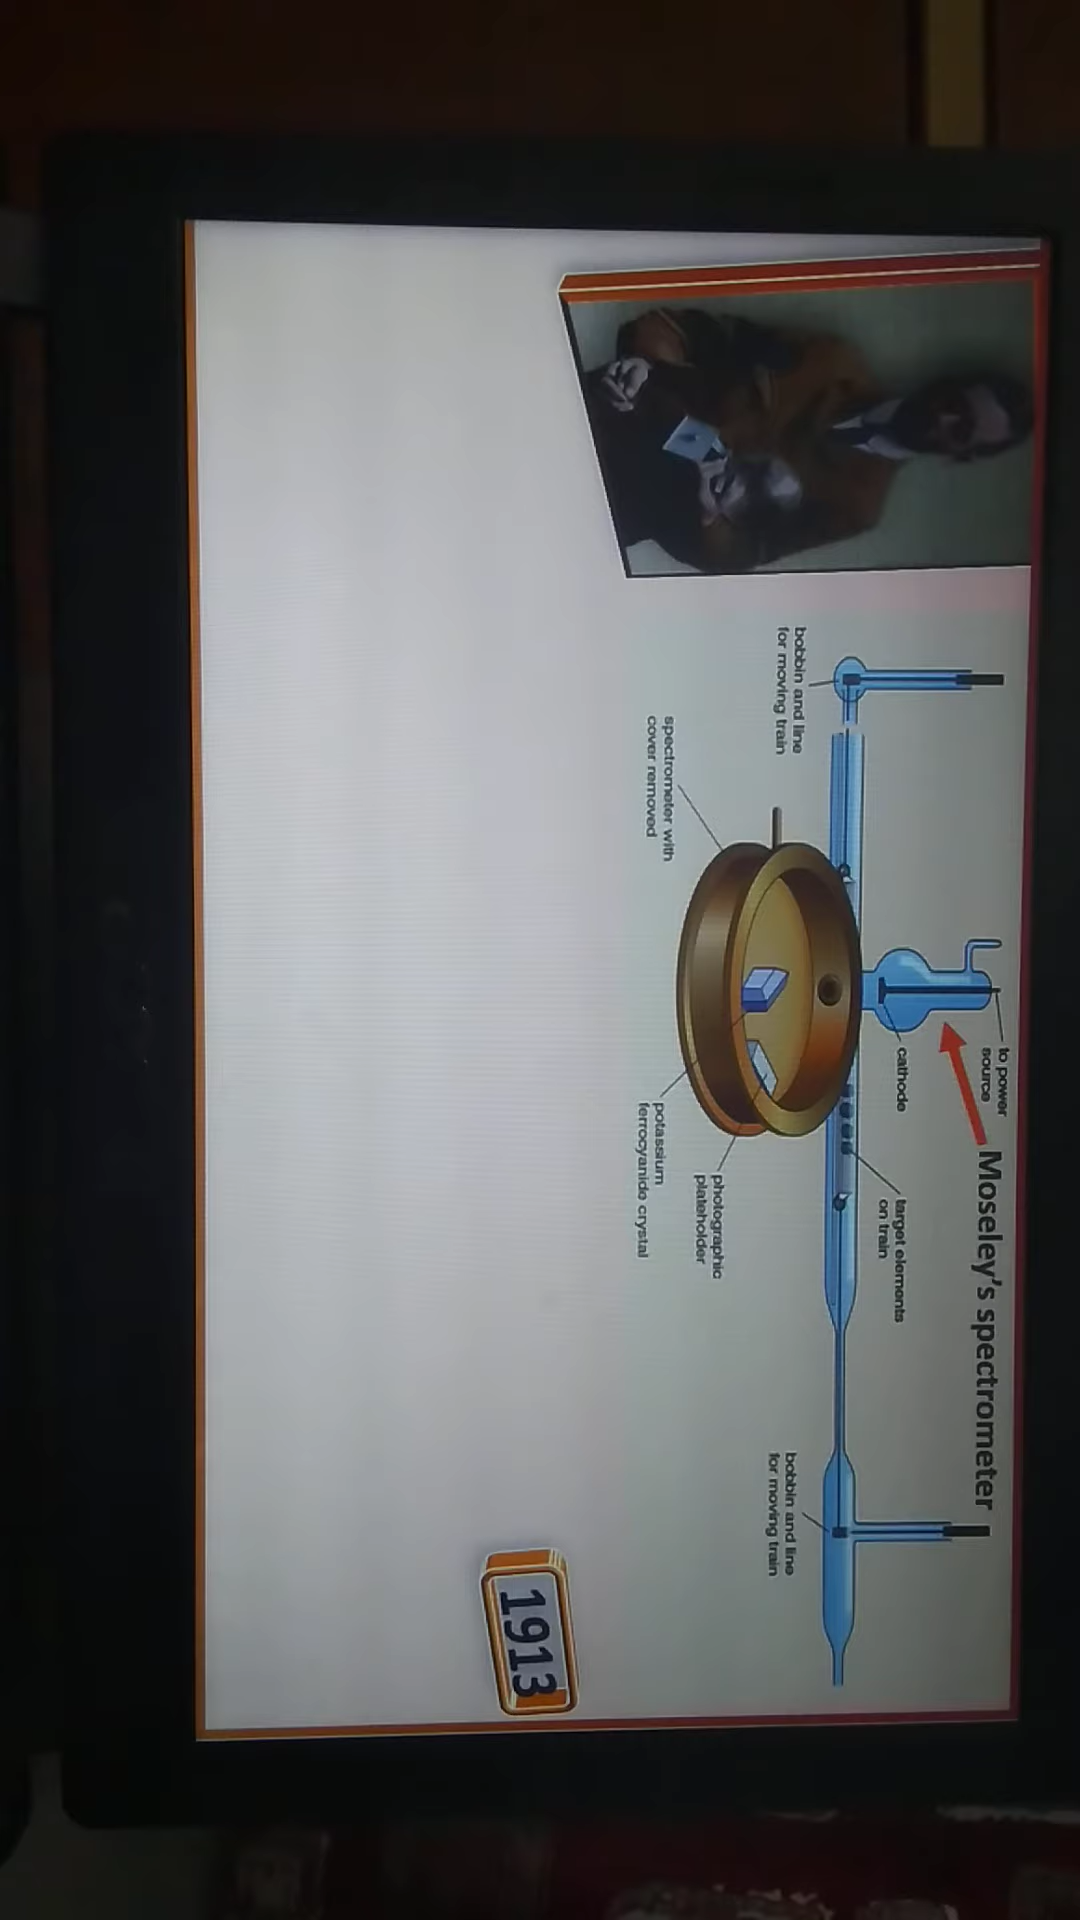 Moseley's spectrometer
to power
source
cathode
target elements
on train
bobbin and line
for moving train
bobbin and line
for moving train
spectrometer with
cover removed
photographic
plateholder
potassium
ferrocyanide crystal
1913